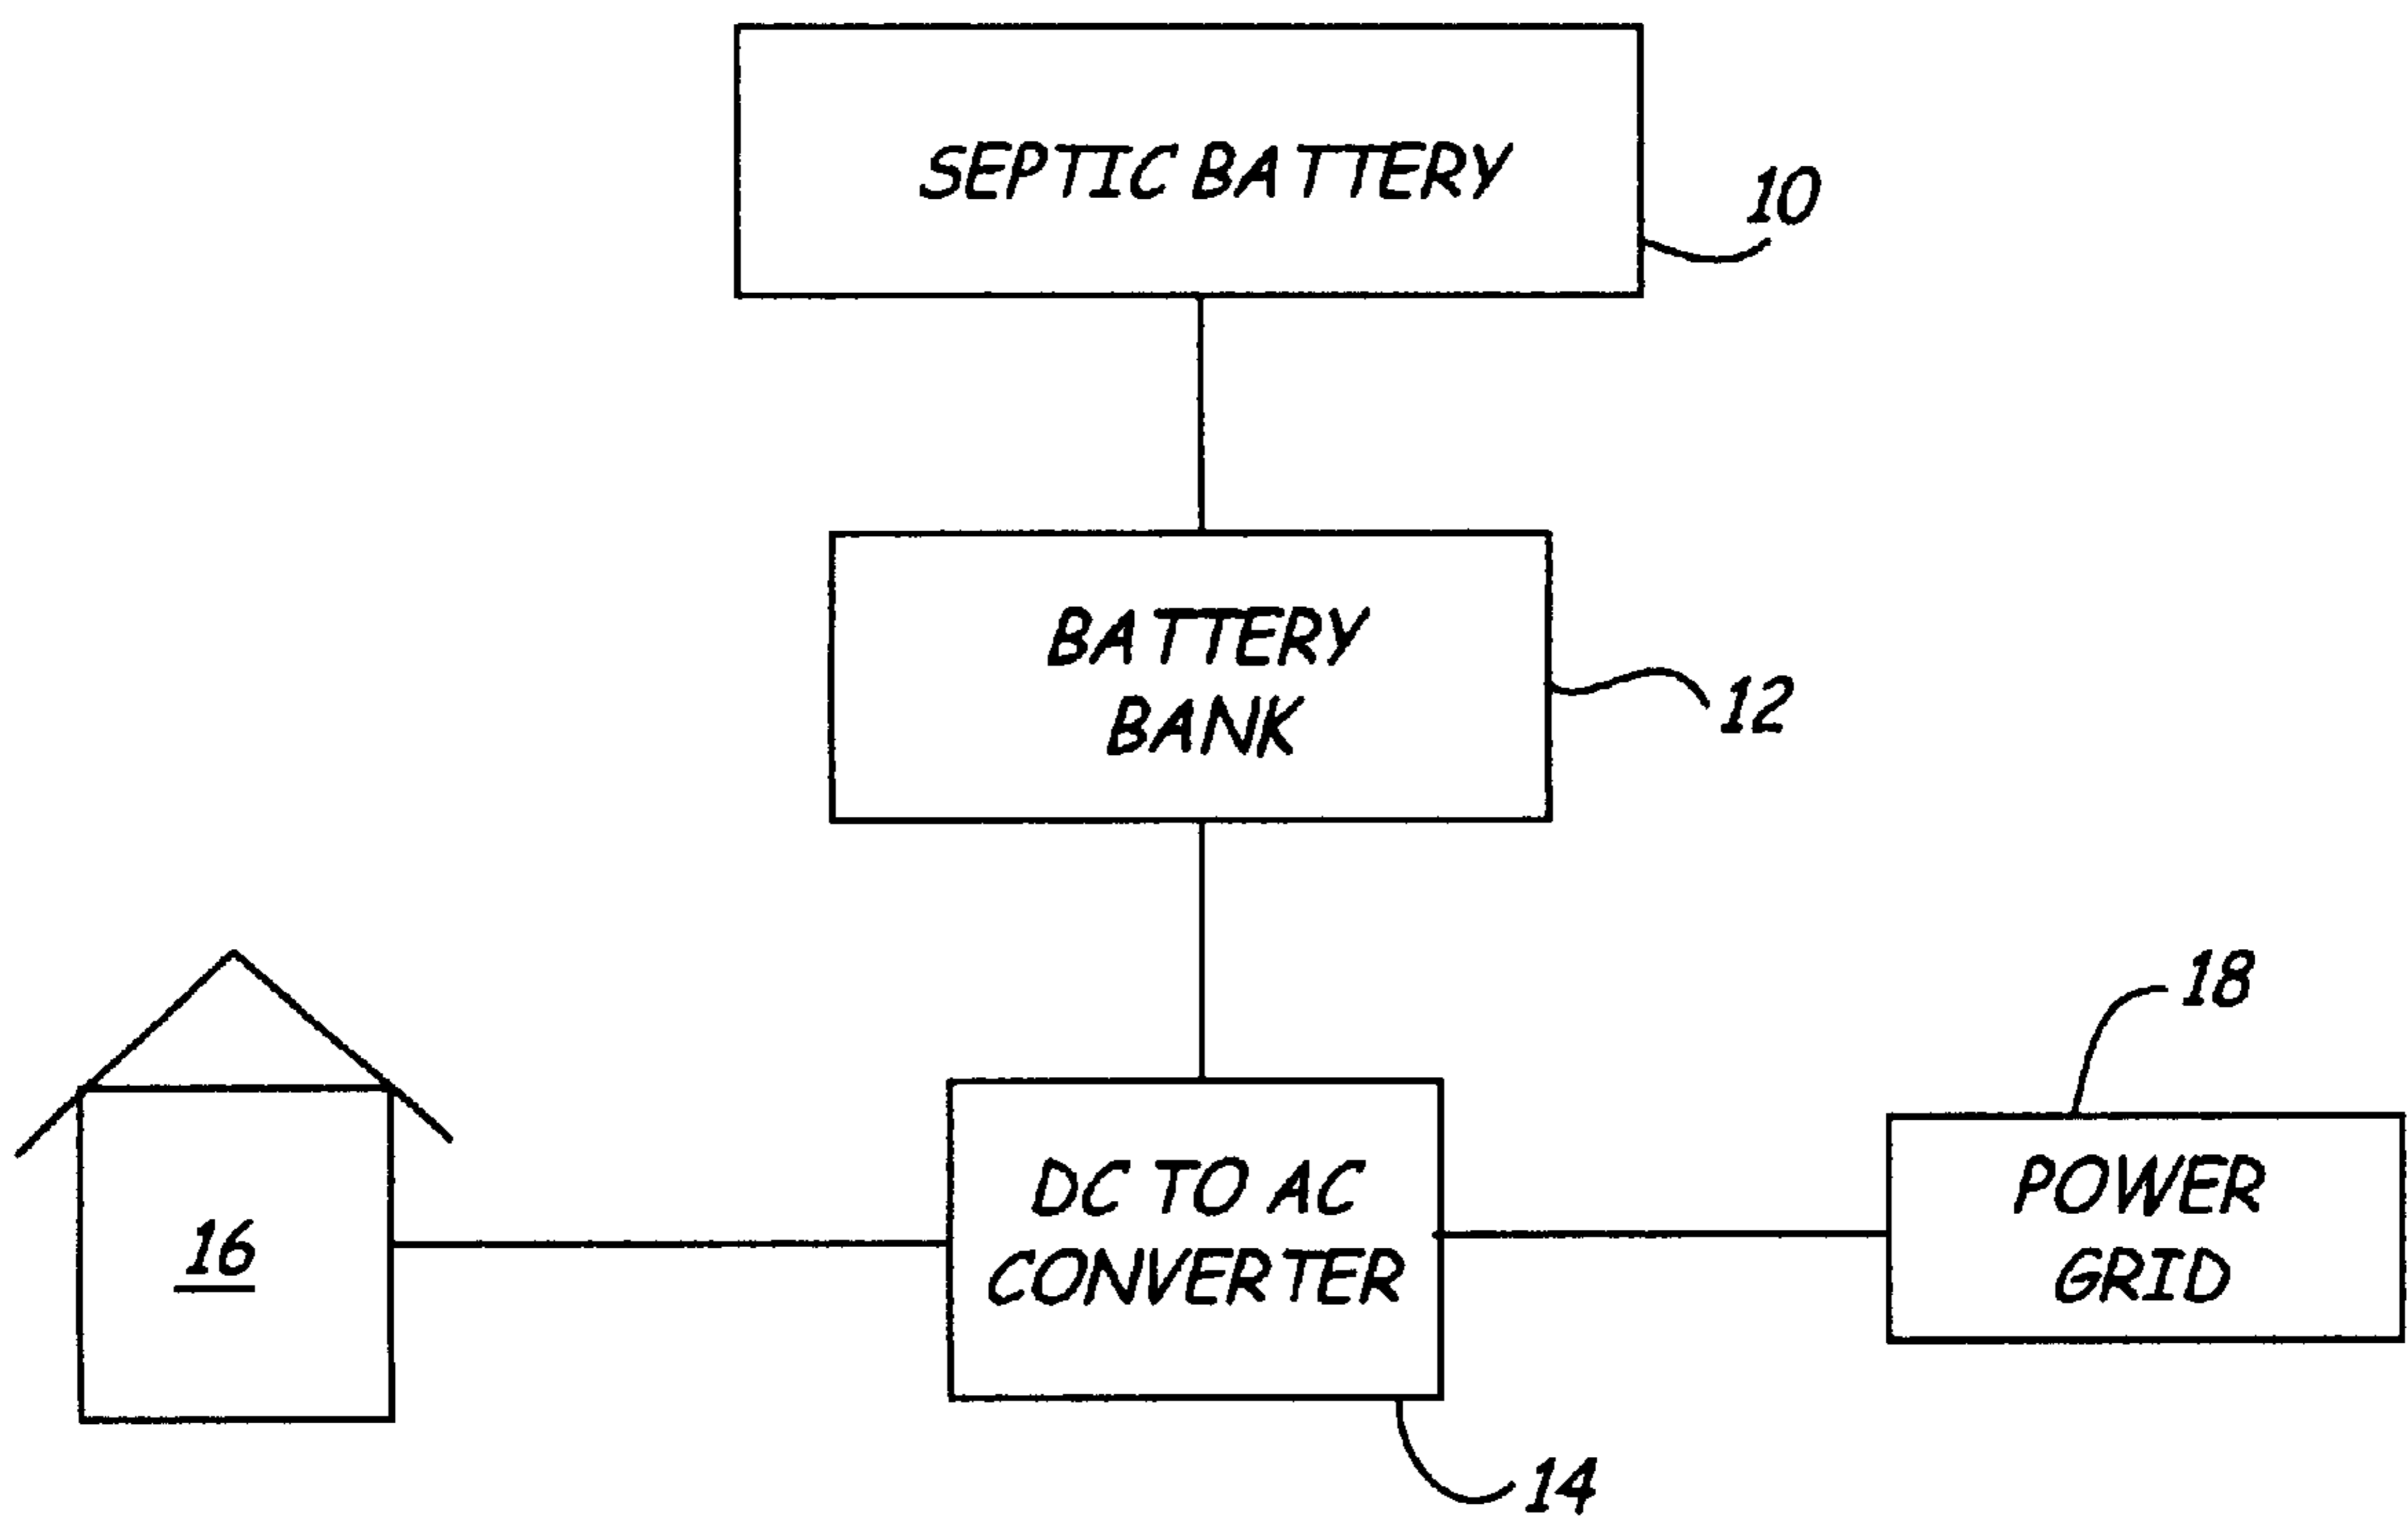 SEPTIC BATTERY
10
BATTERY
BANK
12
18
DC TO AC
CONVERTER
POWER
GRID
16
14